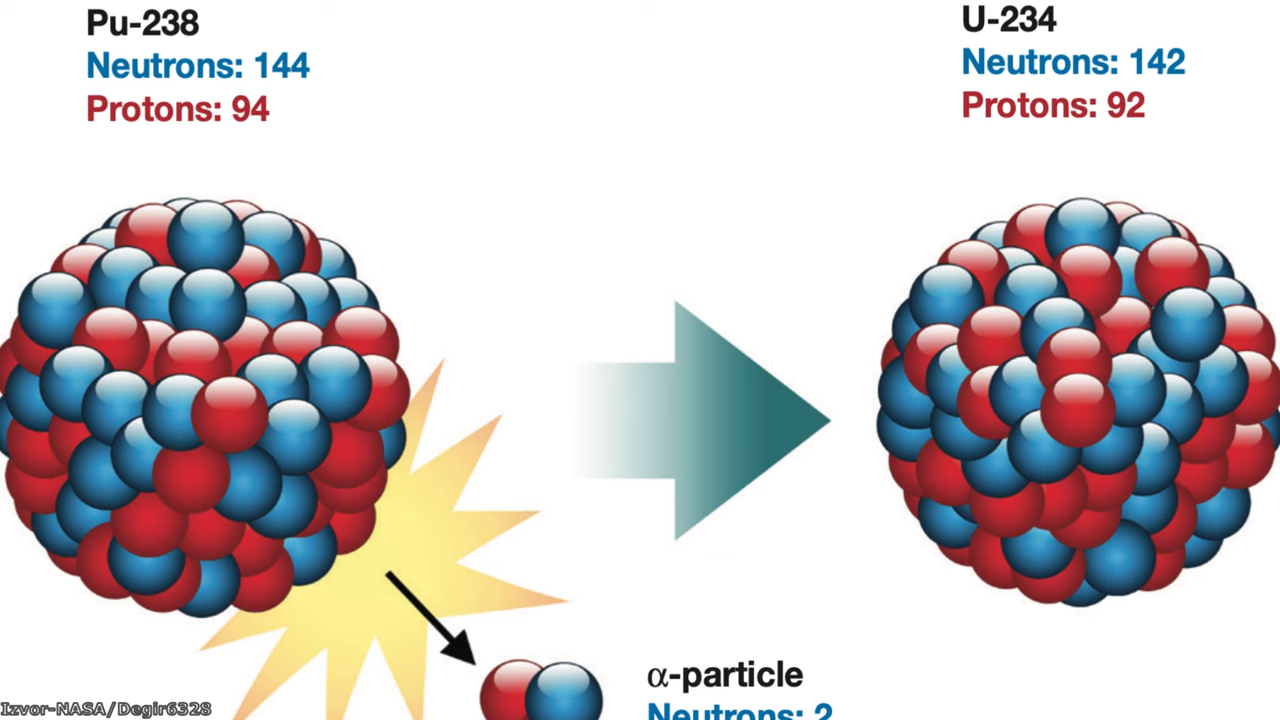 Pu-238
Neutrons: 144
Protons: 94
U-234
Neutrons: 142
Protons: 92
α-particle
Neutrons: 2
Izvor-NASA/Degir6328